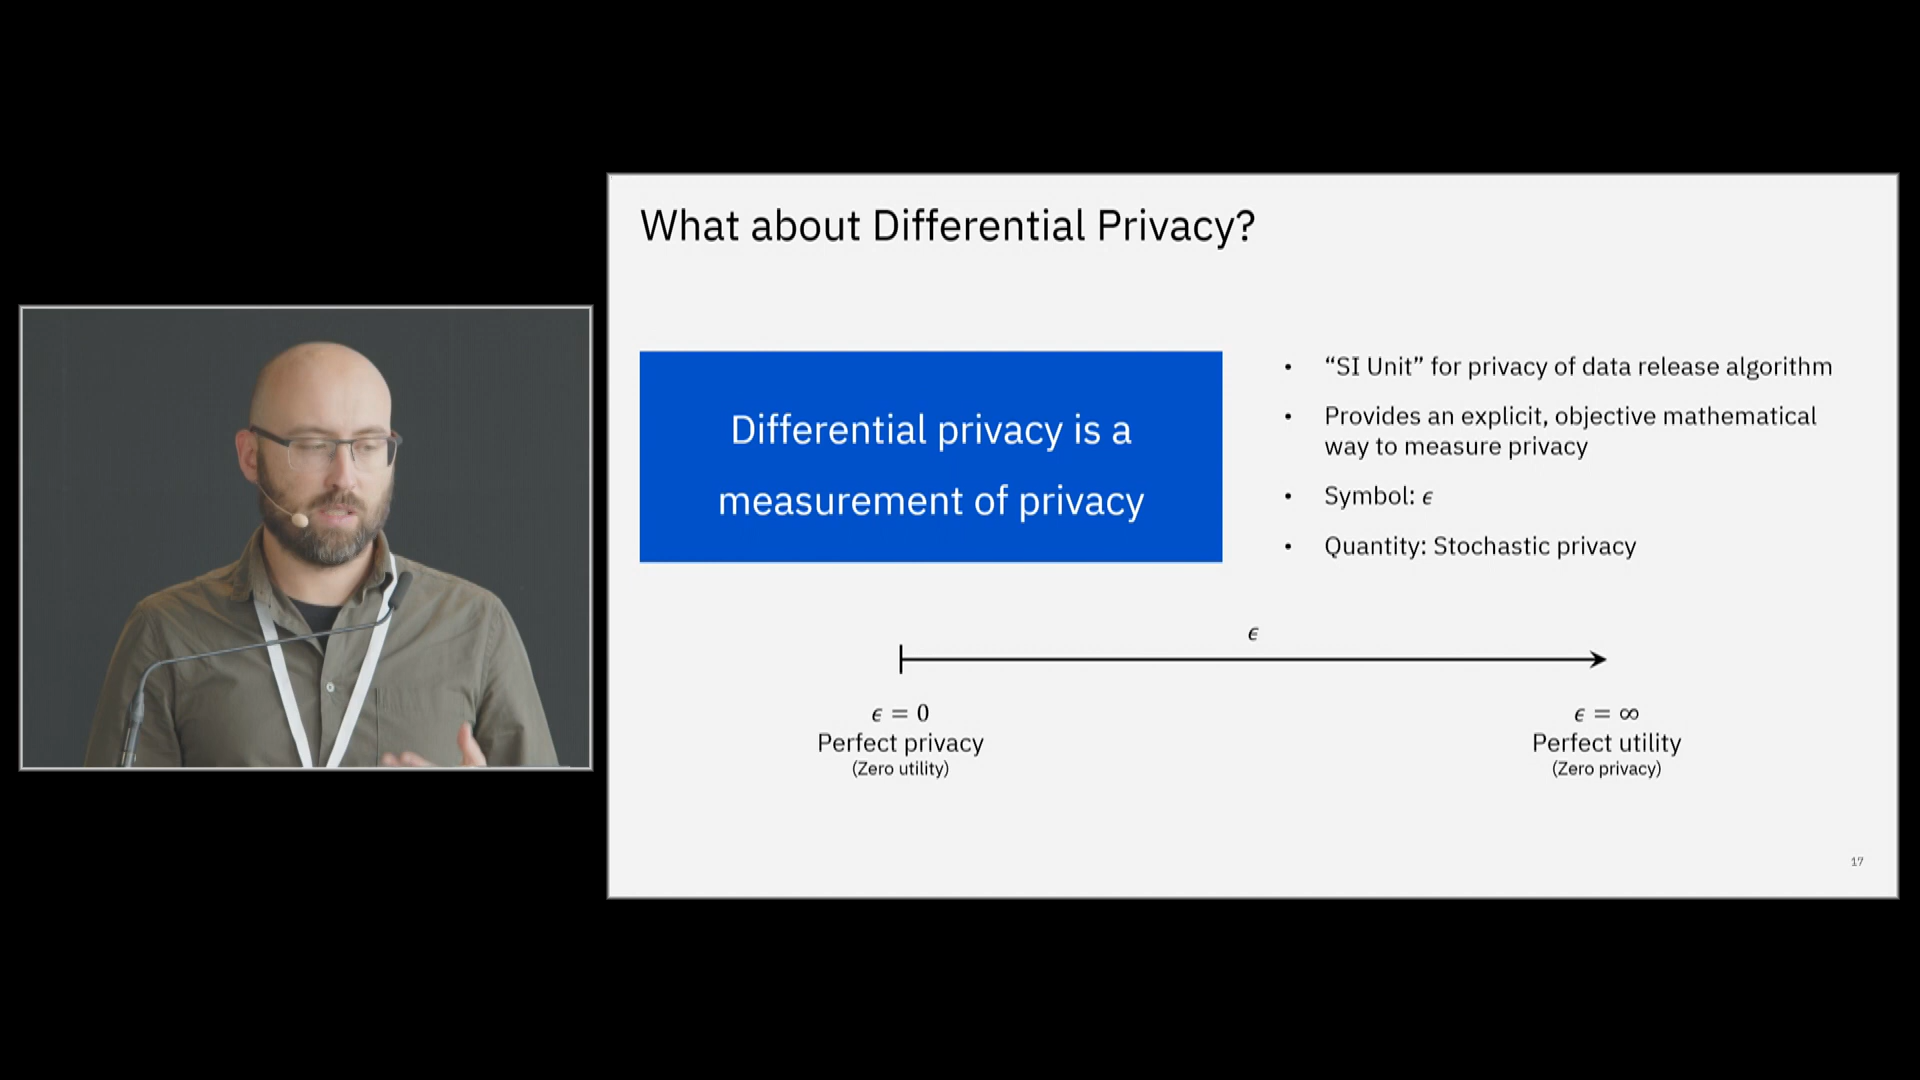 What about Differential Privacy?
Differential privacy is a
measurement of privacy
• “SI Unit” for privacy of data release algorithm
• Provides an explicit, objective mathematical
way to measure privacy
• Symbol: ϵ
• Quantity: Stochastic privacy
ϵ
ϵ = 0
Perfect privacy
(Zero utility)
ϵ = ∞
Perfect utility
(Zero privacy)
17